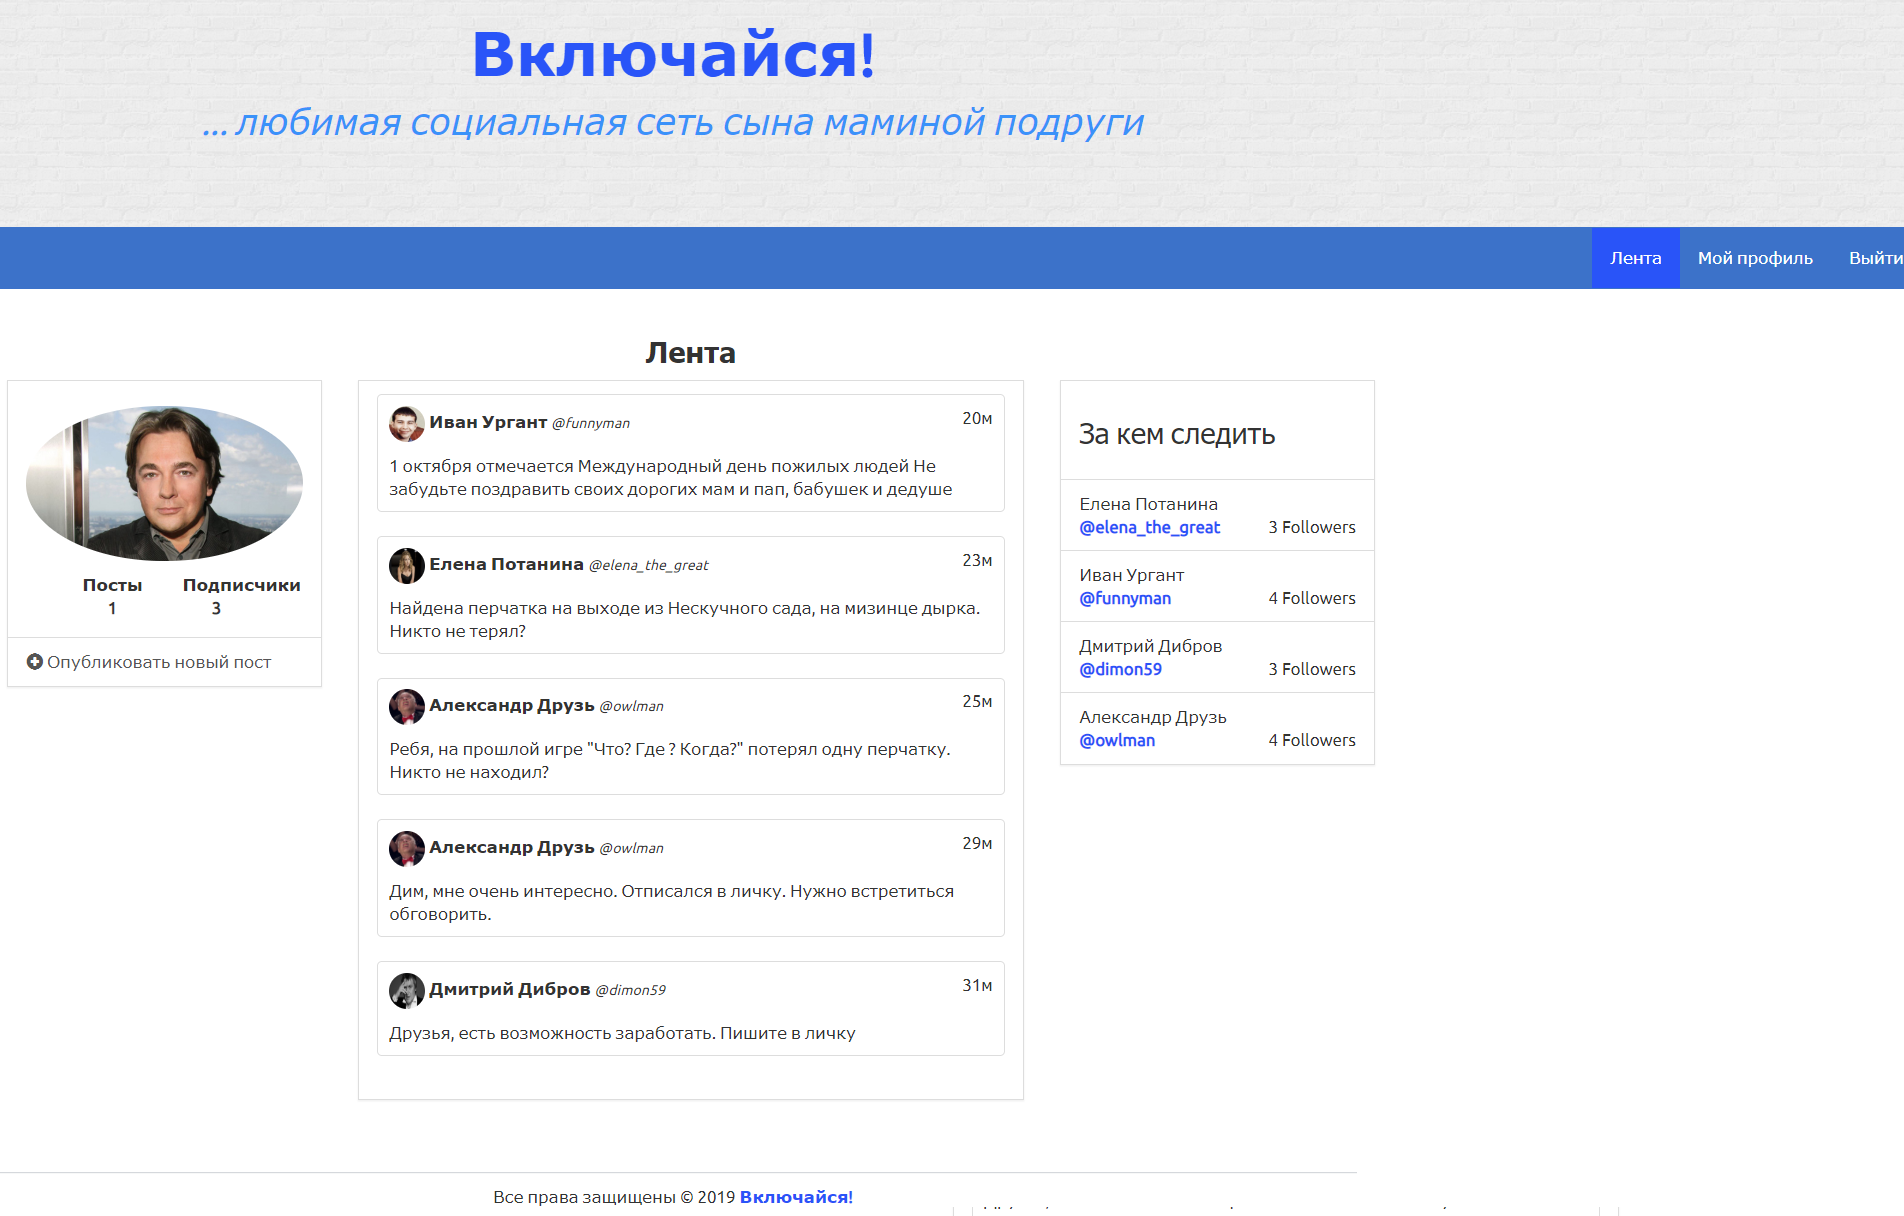 Включайся!
... любимая социальная сеть сына маминой подруги
Лента
Мой профиль
Выйти
Лента
Посты Подписчики
1 3
Опубликовать новый пост
Иван Ургант @funnyman 20м
1 октября отмечается Международный день пожилых людей Не
забудьте поздравить своих дорогих мам и пап, бабушек и дедуше
Елена Потанина @elena_the_great 23м
Найдена перчатка на выходе из Нескучного сада, на мизинце дырка.
Никто не терял?
Александр Друзь @owlman 25м
Ребя, на прошлой игре "Что? Где ? Когда?" потерял одну перчатку.
Никто не находил?
Александр Друзь @owlman 29м
Дим, мне очень интересно. Отписался в личку. Нужно встретиться
обговорить.
Дмитрий Дибров @dimon59 31м
Друзья, есть возможность заработать. Пишите в личку
За кем следить
Елена Потанина
@elena_the_great 3 Followers
Иван Ургант
@funnyman 4 Followers
Дмитрий Дибров
@dimon59 3 Followers
Александр Друзь
@owlman 4 Followers
Все права защищены © 2019 Включайся!